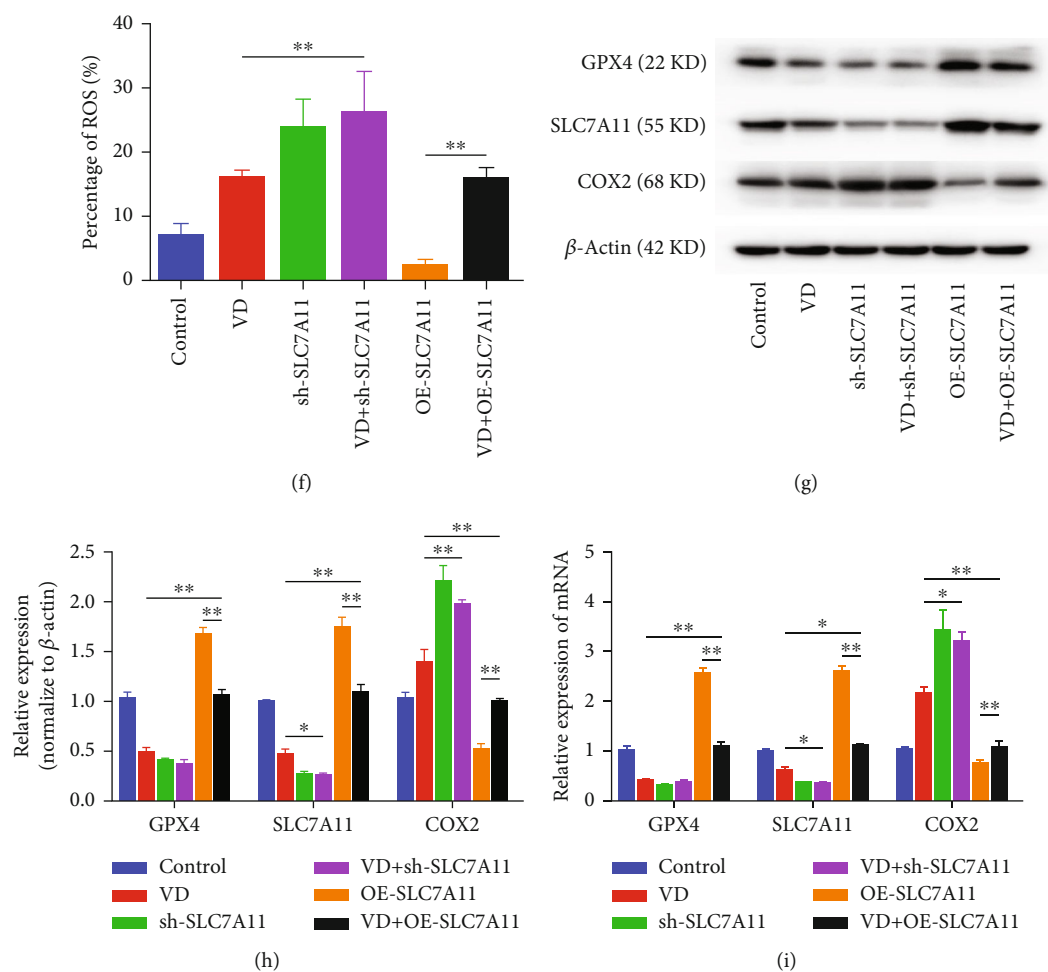 40
30
20
10
0
Percentage of ROS (%)
**
**
Control
VD
sh-SLC7A11
VD+sh-SLC7A11
OE-SLC7A11
VD+OE-SLC7A11
(f)
GPX4 (22 KD)
SLC7A11 (55 KD)
COX2 (68 KD)
β-Actin (42 KD)
Control
VD
sh-SLC7A11
VD+sh-SLC7A11
OE-SLC7A11
VD+OE-SLC7A11
(g)
2.5
2.0
1.5
1.0
0.5
0.0
Relative expression
(normalize to β-actin)
**
**
**
**
*
**
**
**
GPX4
SLC7A11
COX2
Control
VD
sh-SLC7A11
VD+sh-SLC7A11
OE-SLC7A11
VD+OE-SLC7A11
(h)
5
4
3
2
1
0
Relative expression of mRNA
**
**
*
**
*
**
*
**
GPX4
SLC7A11
COX2
Control
VD
sh-SLC7A11
VD+sh-SLC7A11
OE-SLC7A11
VD+OE-SLC7A11
(i)